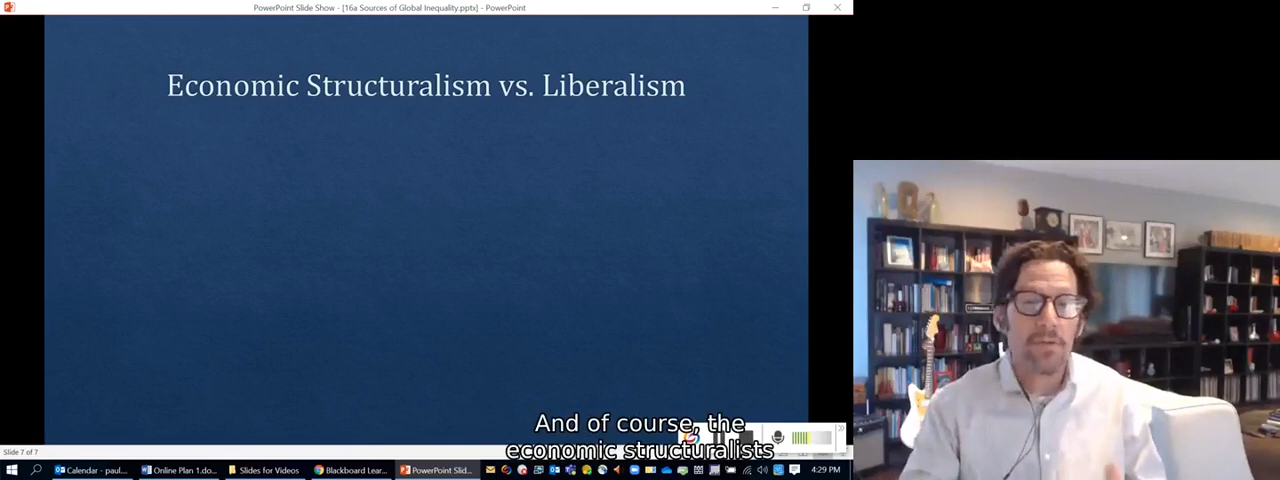 PowerPoint Slide Show - [16a Sources of Global Inequality.pptx] - PowerPoint
Economic Structuralism vs. Liberalism
And of course, the
economic structuralists
Slide 7 of 7
Calendar - paul...
Online Plan 1.do...
Slides for Videos
Blackboard Lear...
PowerPoint Slid...
4:29 PM